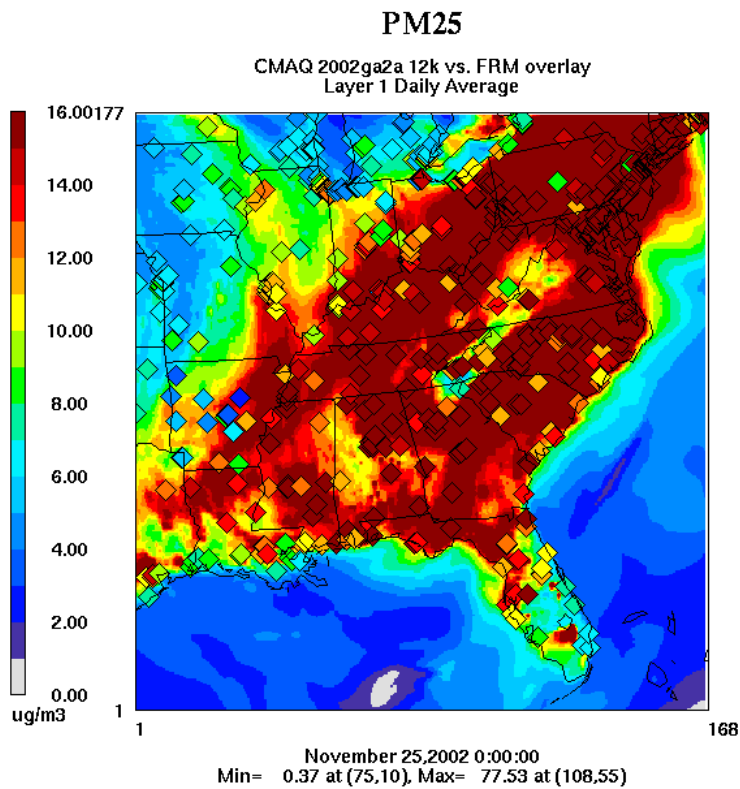 PM25
CMAQ 2002ga2a 12k vs. FRM overlay
Layer 1 Daily Average
16.00
14.00
12.00
10.00
8.00
6.00
4.00
2.00
0.00
ug/m3
177
1
1
168
November 25,2002 0:00:00
Min= 0.37 at (75,10), Max= 77.53 at (108,55)